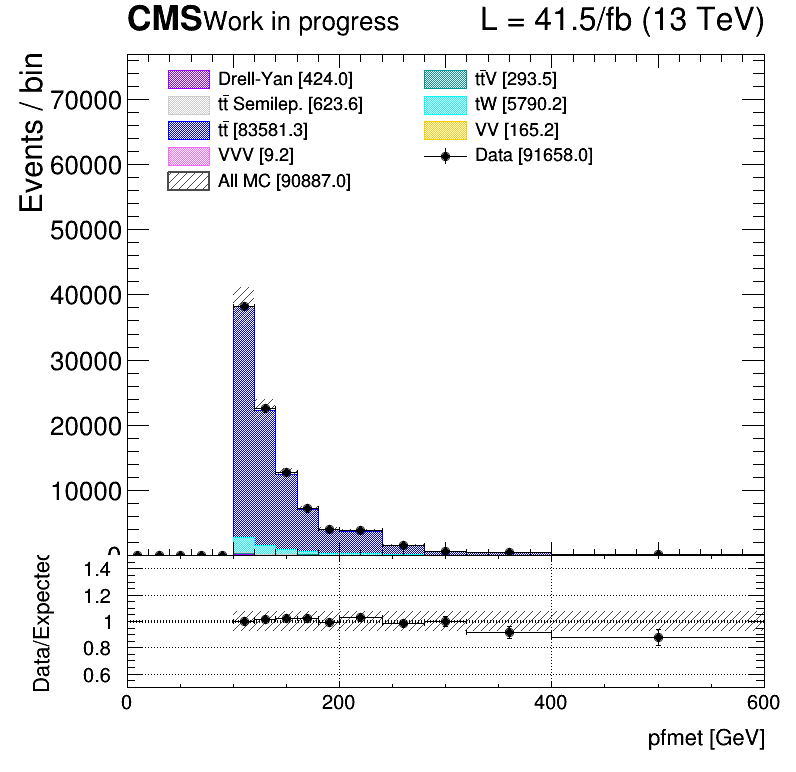 CMS Work in progress L = 41.5/fb (13 TeV)
Events / bin
70000
60000
50000
40000
30000
20000
10000
0
Drell-Yan [424.0]
tt̄ Semilep. [623.6]
tt̄ [83581.3]
VVV [9.2]
All MC [90887.0]
tt̄V [293.5]
tW [5790.2]
VV [165.2]
Data [91658.0]
Data/Expected
1.4
1.2
1
0.8
0.6
0 200 400 600
pfmet [GeV]